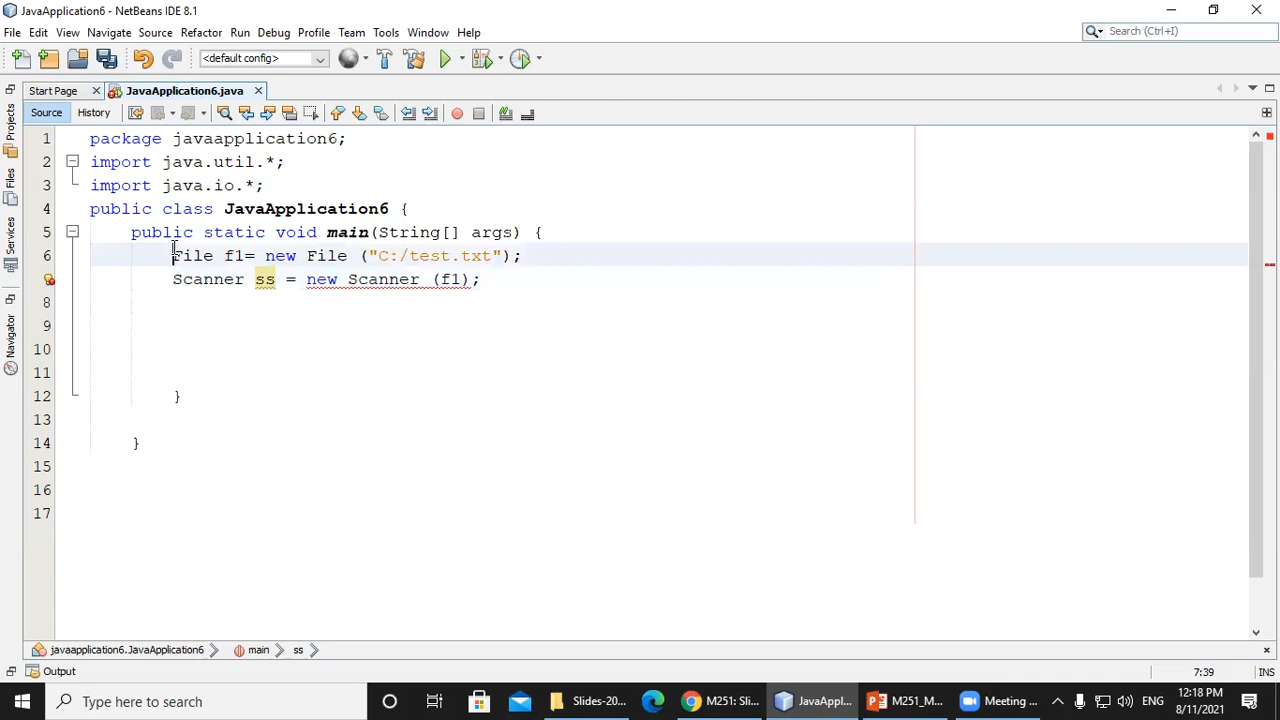 JavaApplication6 - NetBeans IDE 8.1
File Edit View Navigate Source Refactor Run Debug Profile Team Tools Window Help
<default config>
Search (Ctrl+I)
Start Page
JavaApplication6.java
Source History
Projects
Files
Services
Navigator
1 package javaapplication6;
2 import java.util.*;
3 import java.io.*;
4 public class JavaApplication6 {
5 public static void main(String[] args) {
6 File f1= new File ("C:/test.txt");
Scanner ss = new Scanner (f1);
8
9
10
11
12 }
13
14 }
15
16
17
javaapplication6.JavaApplication6 main ss
Output
7:39 INS
Type here to search
Slides-20...
M251: Sli...
JavaAppl...
M251_M...
Meeting ...
ENG
12:18 PM
8/11/2021